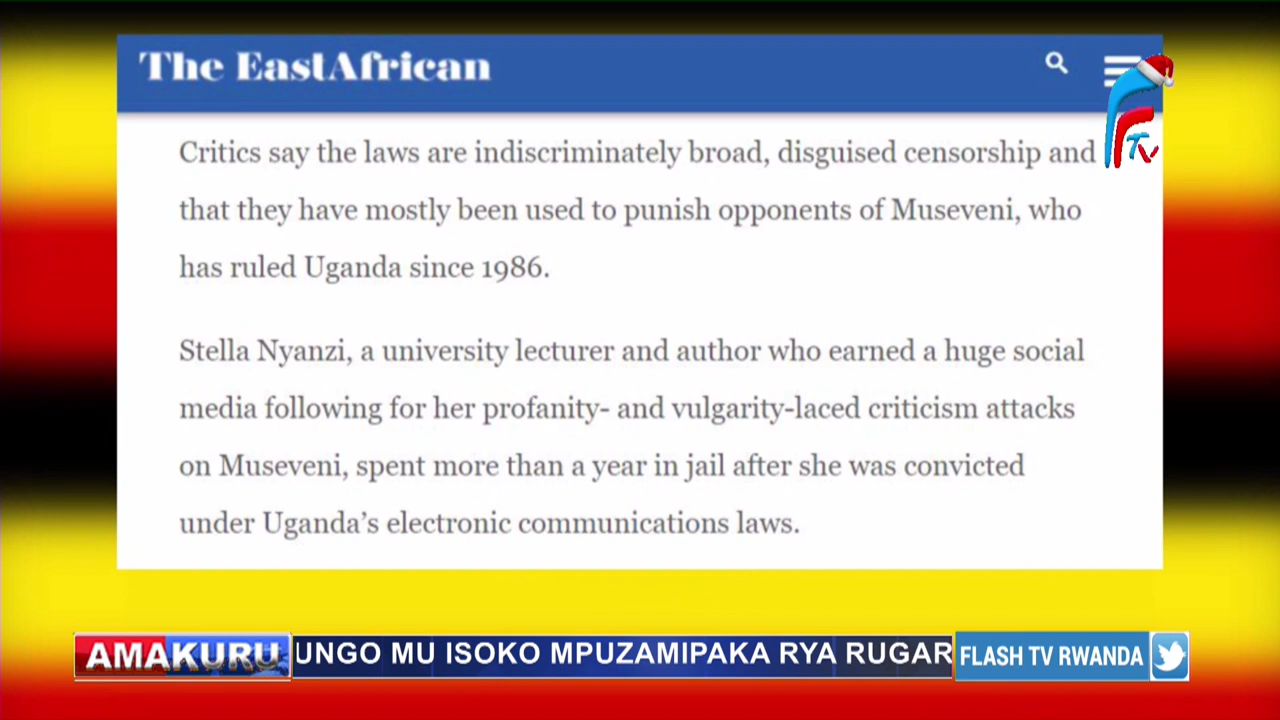 The EastAfrican
TV
Critics say the laws are indiscriminately broad, disguised censorship and
that they have mostly been used to punish opponents of Museveni, who
has ruled Uganda since 1986.
Stella Nyanzi, a university lecturer and author who earned a huge social
media following for her profanity- and vulgarity-laced criticism attacks
on Museveni, spent more than a year in jail after she was convicted
under Uganda’s electronic communications laws.
AMAKURU UNGO MU ISOKO MPUZAMIPAKA RYA RUGAR FLASH TV RWANDA